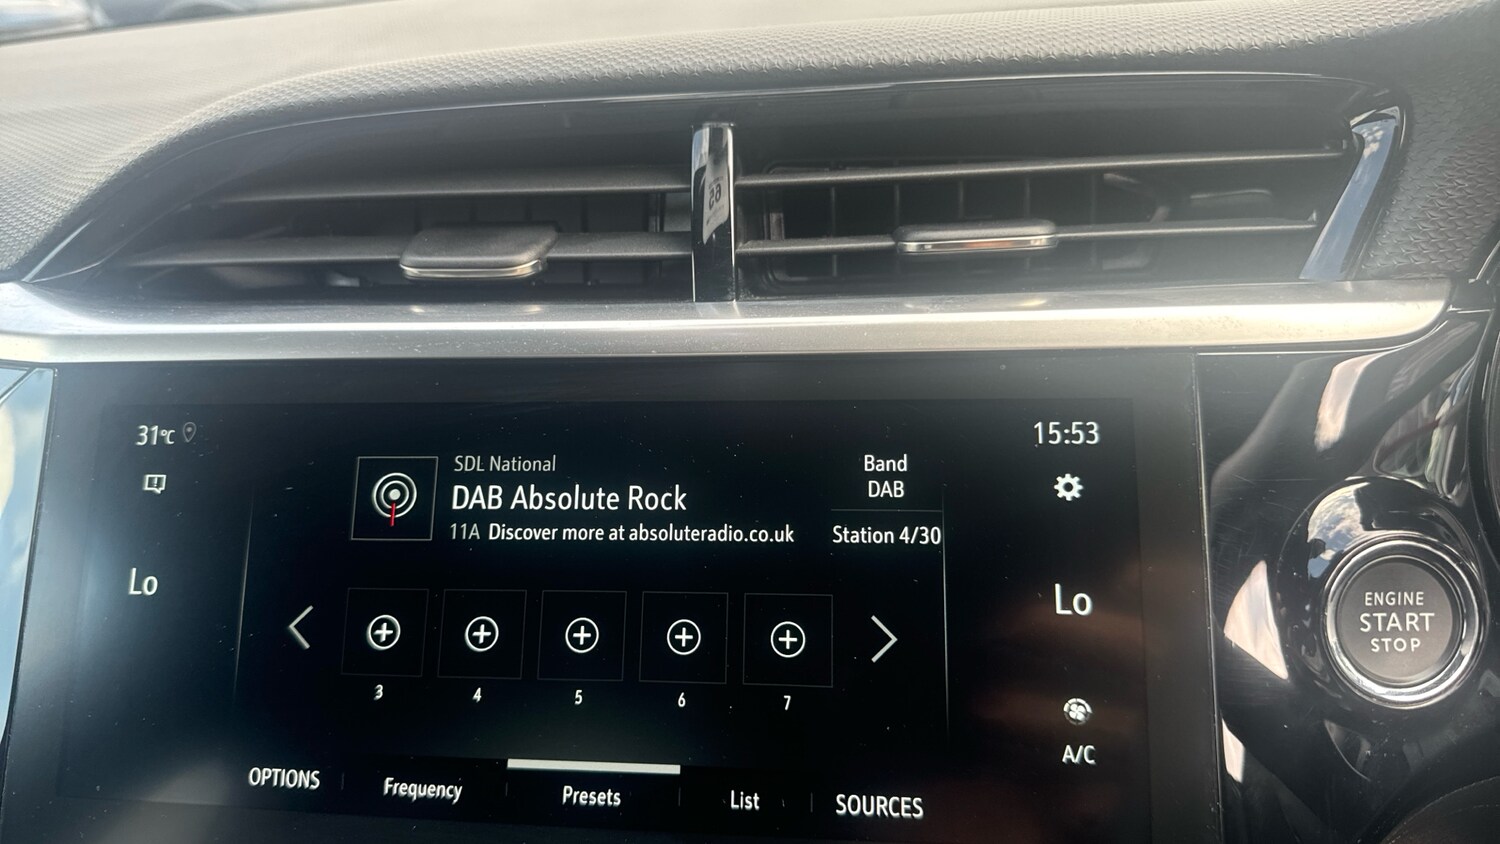 31°C
15:53
SDL National
DAB Absolute Rock
11A Discover more at absoluteradio.co.uk
Band
DAB
Station 4/30
Lo
Lo
3 4 5 6 7
A/C
OPTIONS Frequency Presets List SOURCES
ENGINE
START
STOP